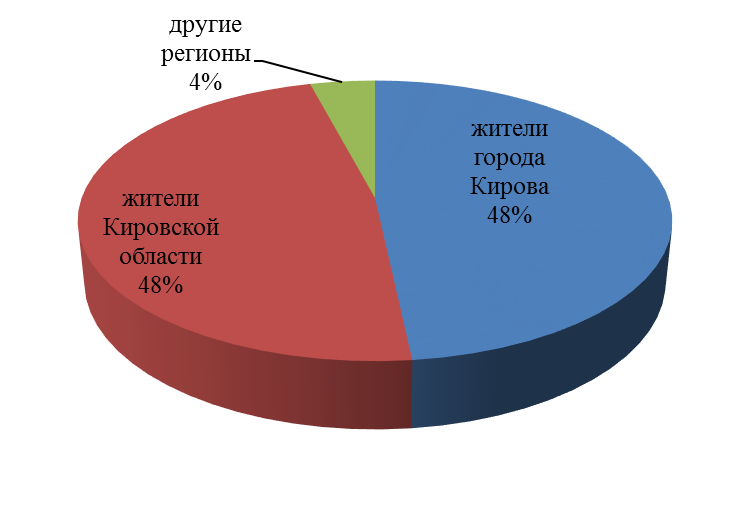 другие
регионы
4%
жители
города
Кирова
48%
жители
Кировской
области
48%